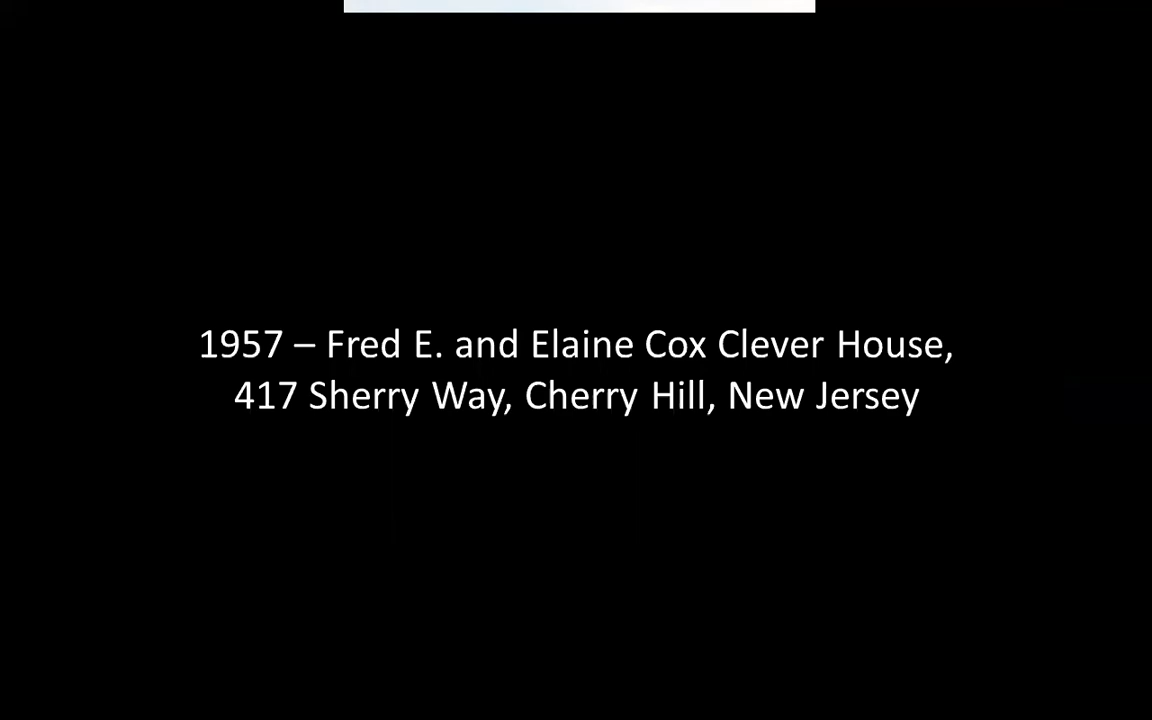 1957 – Fred E. and Elaine Cox Clever House,
417 Sherry Way, Cherry Hill, New Jersey